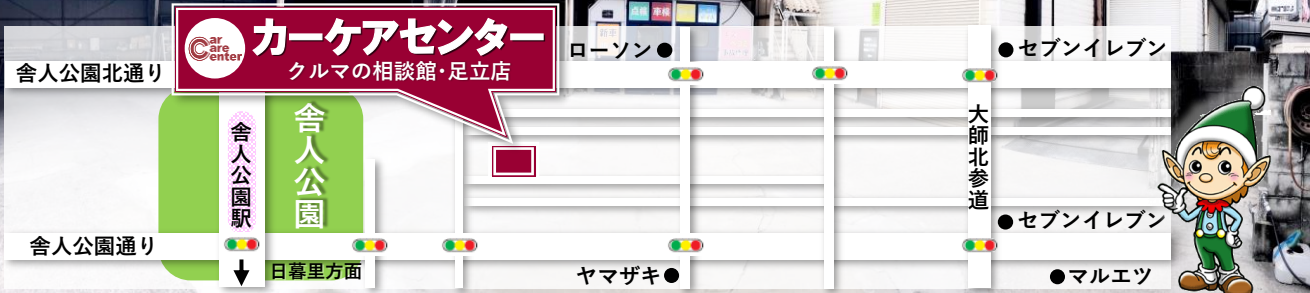 Car
Care
Center
カーケアセンター
クルマの相談館・足立店
点検 車検
ローソン●
●セブンイレブン
舎人公園北通り
舎人公園駅
舎人公園
大師北参道
●セブンイレブン
舎人公園通り
日暮里方面
ヤマザキ●
●マルエツ